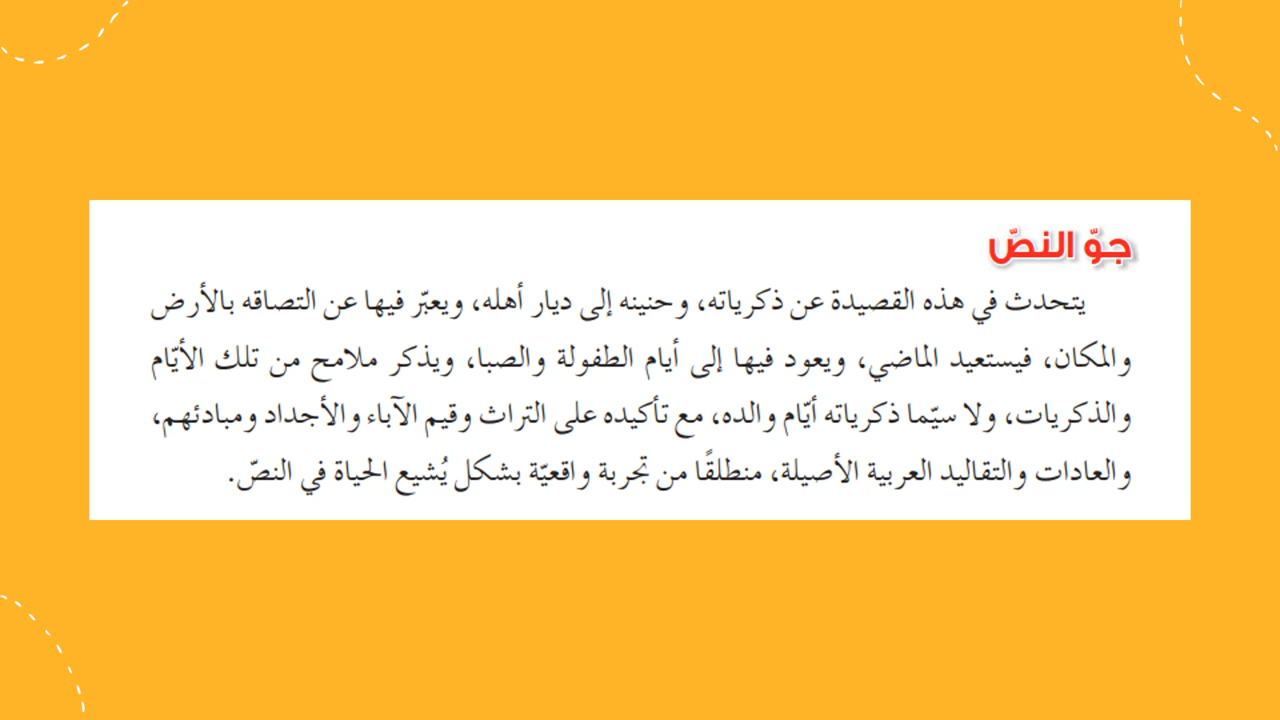 جوّ النصّ
يتحدث في هذه القصيدة عن ذكرياته، وحنينه إلى ديار أهله، ويعبّر فيها عن التصاقه بالأرض
والمكان، فيستعيد الماضي، ويعود فيها إلى أيام الطفولة والصبا، ويذكر ملامح من تلك الأيّام
والذكريات، ولا سيّما ذكرياته أيّام والده، مع تأكيده على التراث وقيم الآباء والأجداد ومبادئهم،
والعادات والتقاليد العربية الأصيلة، منطلقًا من تجربة واقعيّة بشكل يُشيع الحياة في النصّ.